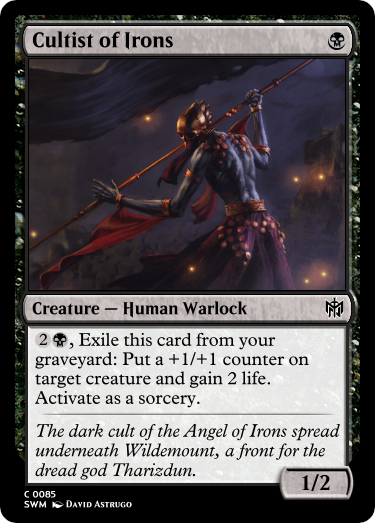 Cultist of Irons
Creature — Human Warlock
2, Exile this card from your
graveyard: Put a +1/+1 counter on
target creature and gain 2 life.
Activate as a sorcery.
The dark cult of the Angel of Irons spread
underneath Wildemount, a front for the
dread god Tharizdun.
1/2
C 0085
SWM David Astrugo